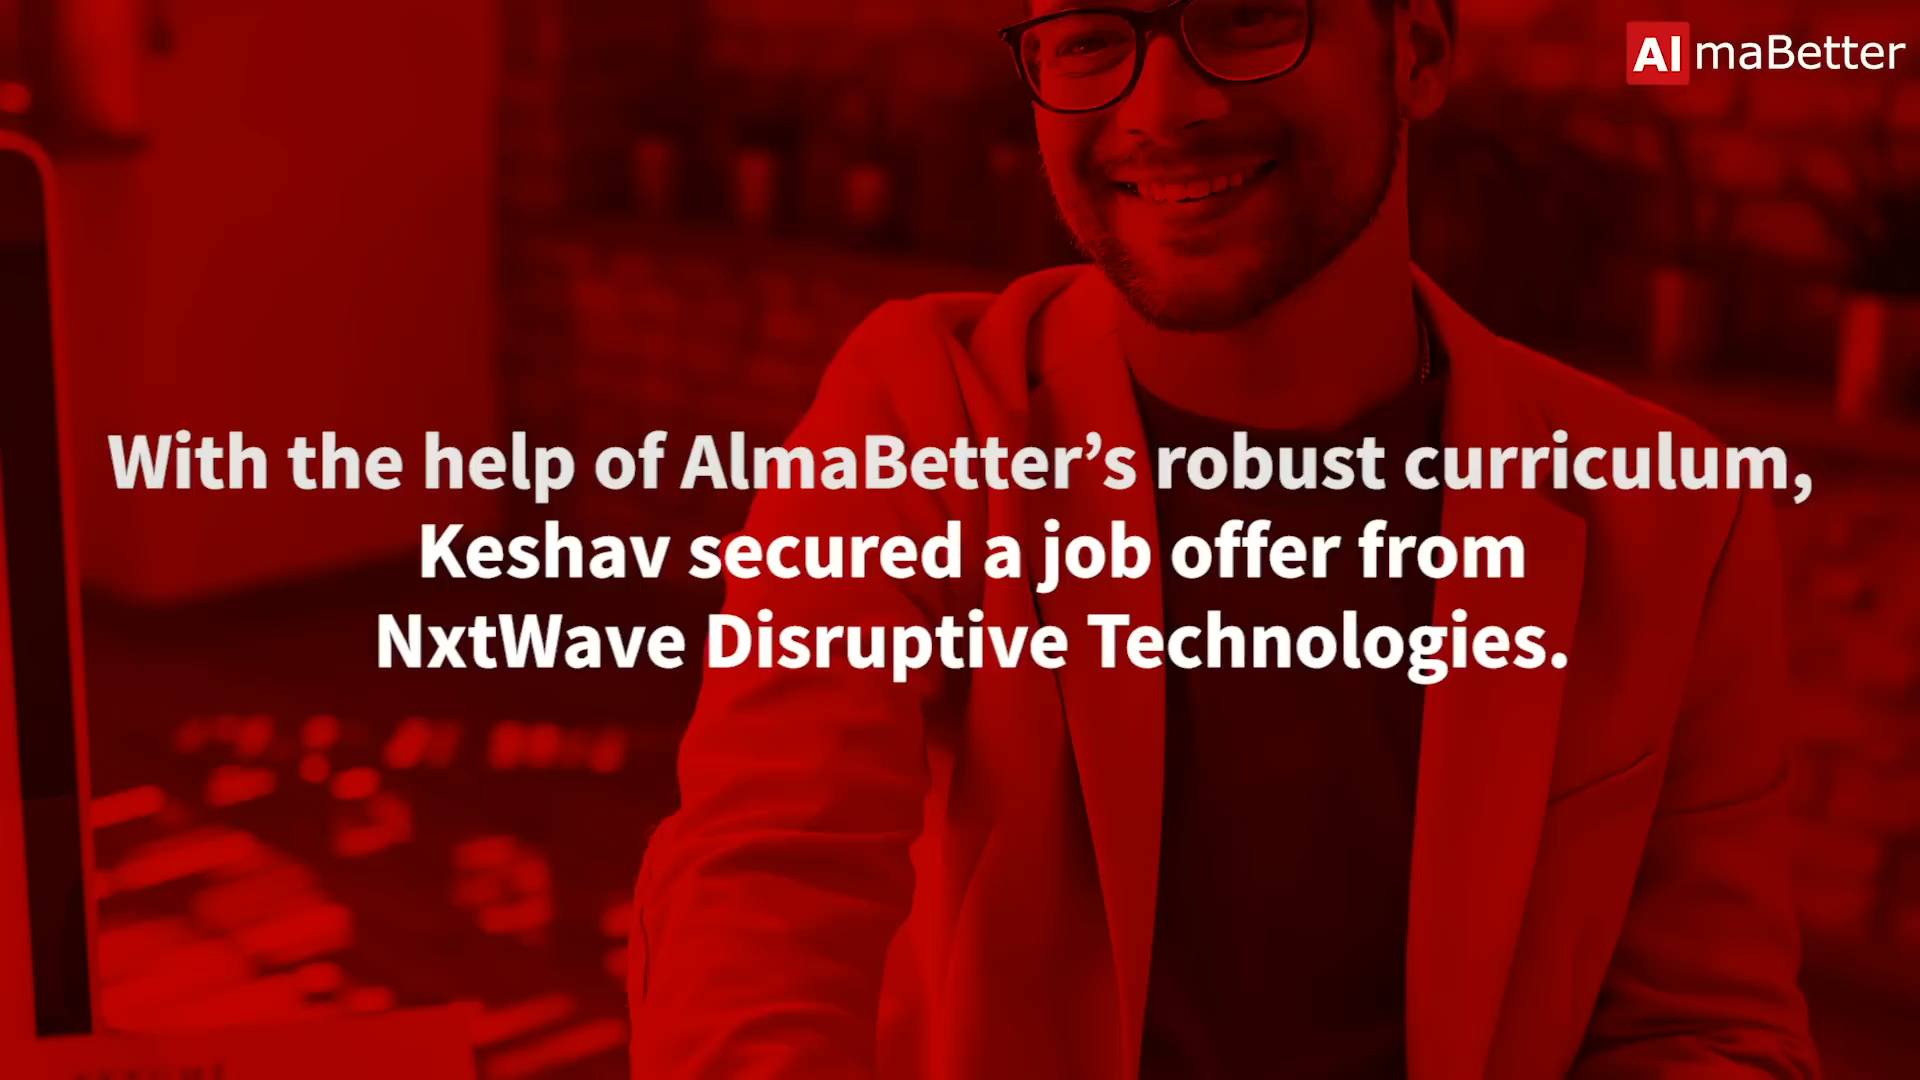 AlmaBetter
With the help of AlmaBetter’s robust curriculum,
Keshav secured a job offer from
NxtWave Disruptive Technologies.